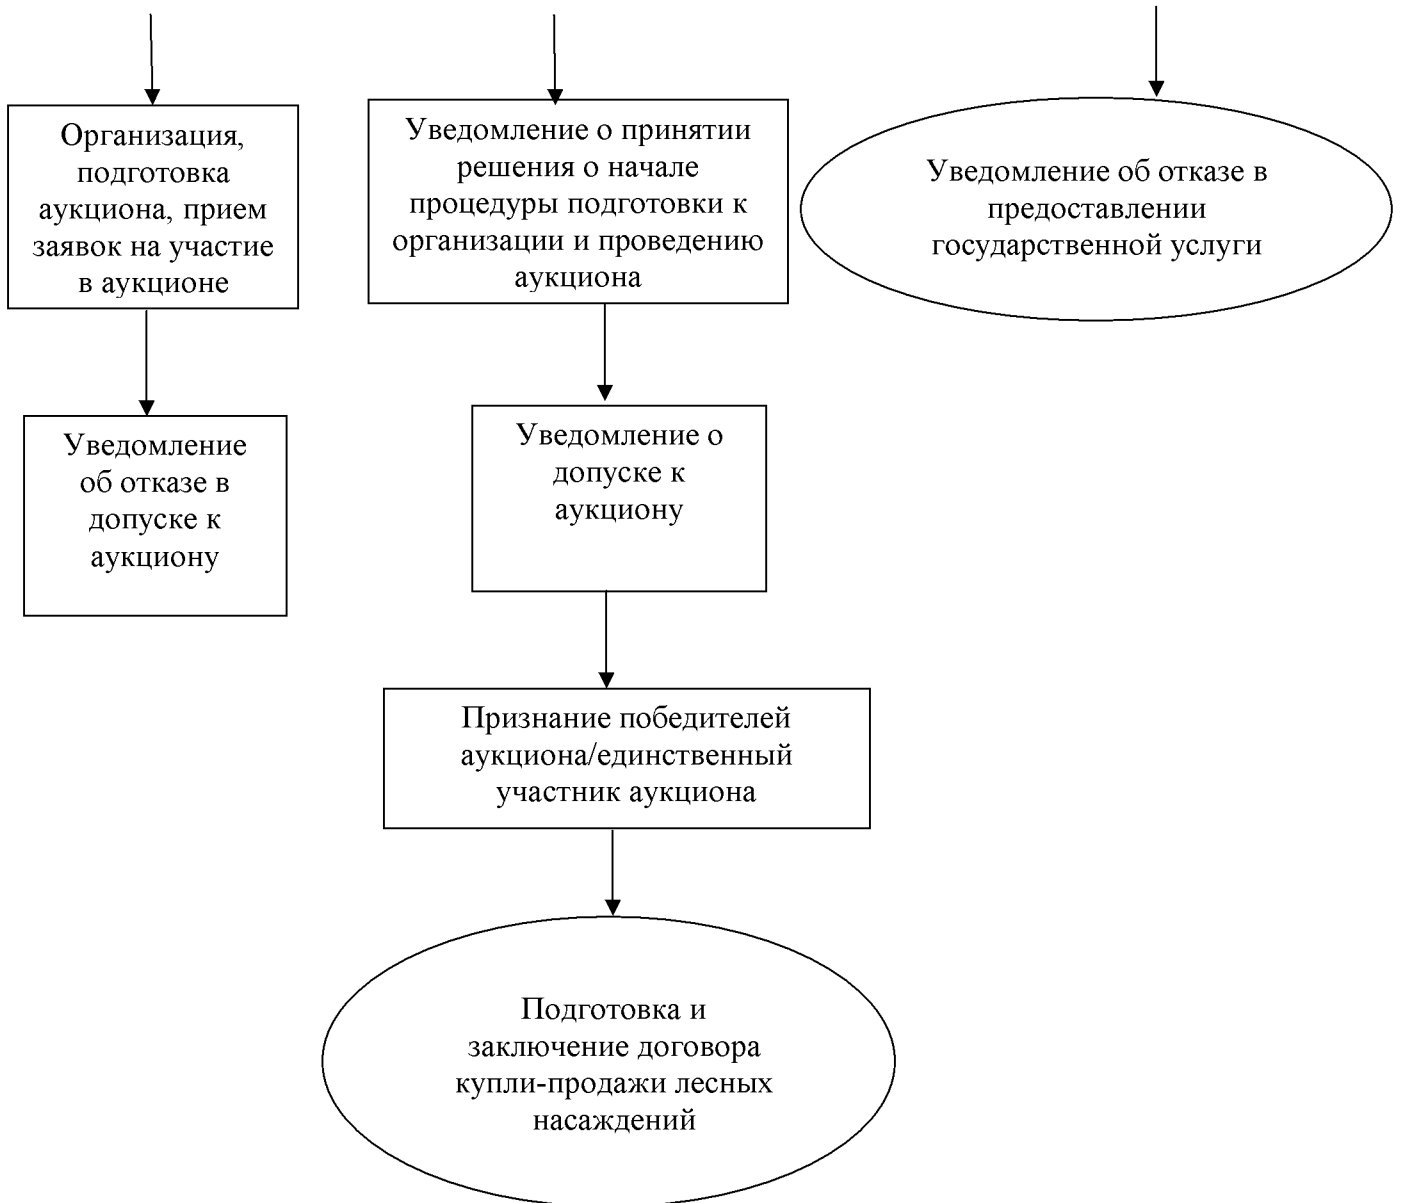 Организация,
подготовка
аукциона, прием
заявок на участие
в аукционе
Уведомление о принятии
решения о начале
процедуры подготовки к
организации и проведению
аукциона
Уведомление об отказе в
предоставлении
государственной услуги
Уведомление
об отказе в
допуске к
аукциону
Уведомление о
допуске к
аукциону
Признание победителей
аукциона/единственный
участник аукциона
Подготовка и
заключение договора
купли-продажи лесных
насаждений